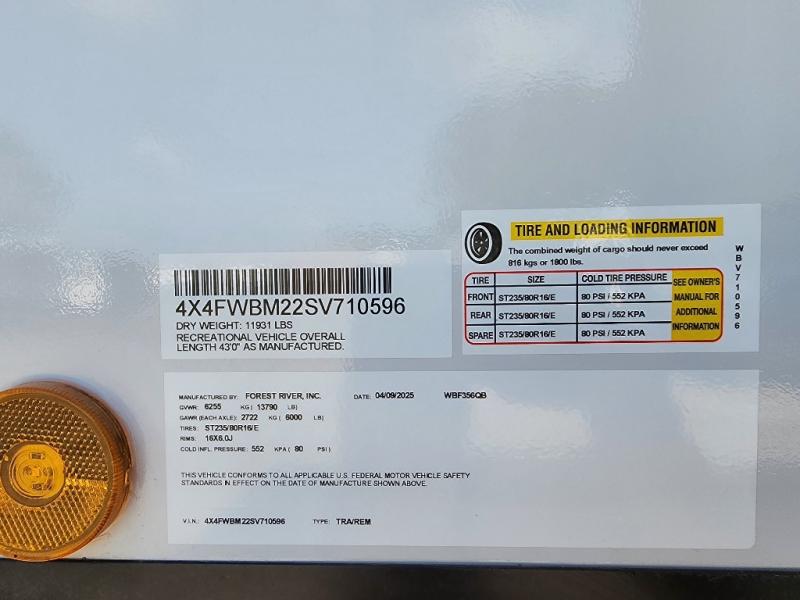 TIRE AND LOADING INFORMATION
The combined weight of cargo should never exceed
816 kgs or 1800 lbs.
TIRE SIZE COLD TIRE PRESSURE SEE OWNER'S MANUAL FOR ADDITIONAL INFORMATION
FRONT ST235/80R16/E 80 PSI / 552 KPA
REAR ST235/80R16/E 80 PSI / 552 KPA
SPARE ST235/80R16/E 80 PSI / 552 KPA
WBV710596
4X4FWBM22SV710596
DRY WEIGHT: 11931 LBS
RECREATIONAL VEHICLE OVERALL
LENGTH 43'0" AS MANUFACTURED.
MANUFACTURED BY: FOREST RIVER, INC. DATE: 04/09/2025 WBF356QB
GVWR: 6255 KG ( 13790 LB)
GAWR (EACH AXLE): 2722 KG ( 6000 LB)
TIRES: ST235/80R16/E
RIMS: 16X6.0J
COLD INFL. PRESSURE: 552 KPA ( 80 PSI)
THIS VEHICLE CONFORMS TO ALL APPLICABLE U.S. FEDERAL MOTOR VEHICLE SAFETY
STANDARDS IN EFFECT ON THE DATE OF MANUFACTURE SHOWN ABOVE.
V.I.N.: 4X4FWBM22SV710596 TYPE: TRA/REM